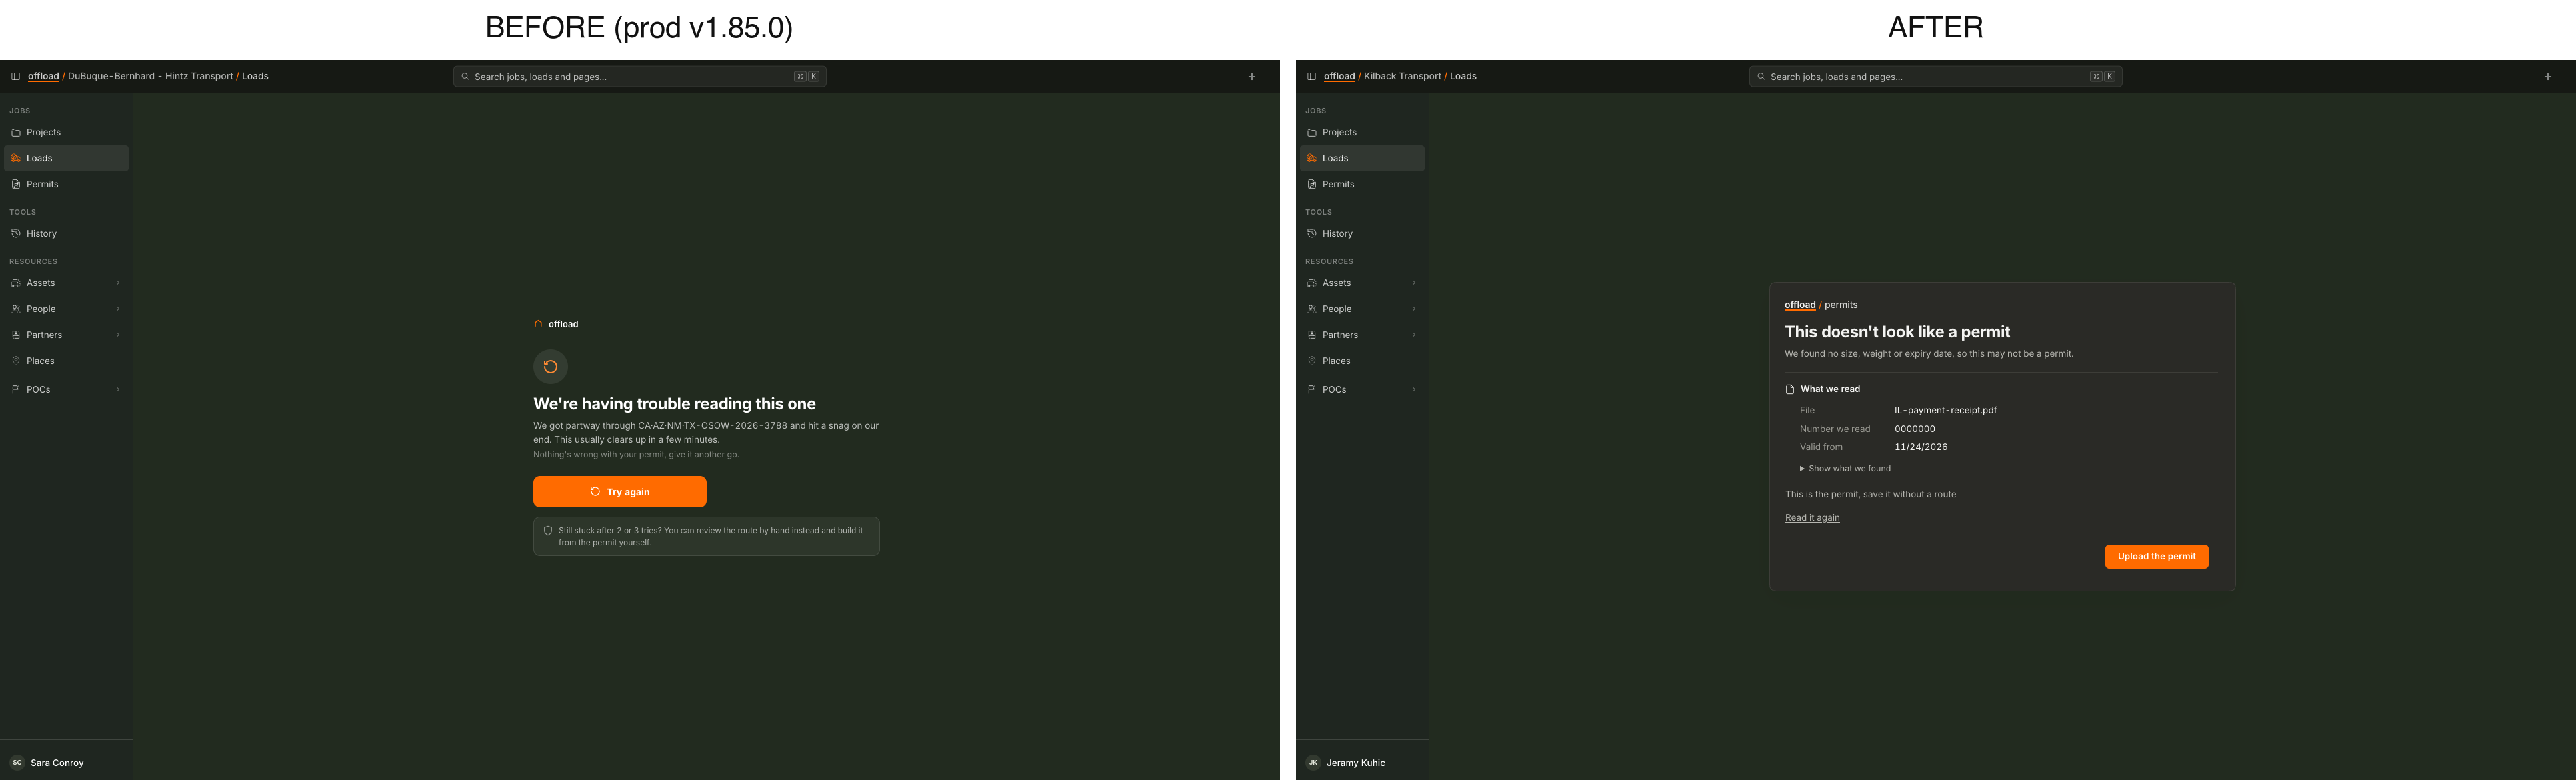 BEFORE (prod v1.85.0)
offload / DuBuque-Bernhard - Hintz Transport / Loads
Search jobs, loads and pages...
⌘ K
+
JOBS
Projects
Loads
Permits
TOOLS
History
RESOURCES
Assets
People
Partners
Places
POCs
offload
We're having trouble reading this one
We got partway through CA-AZ-NM-TX-OSOW-2026-3788 and hit a snag on our
end. This usually clears up in a few minutes.
Nothing's wrong with your permit, give it another go.
Try again
Still stuck after 2 or 3 tries? You can review the route by hand instead and build it
from the permit yourself.
SC Sara Conroy
AFTER
offload / Kilback Transport / Loads
Search jobs, loads and pages...
⌘ K
+
JOBS
Projects
Loads
Permits
TOOLS
History
RESOURCES
Assets
People
Partners
Places
POCs
offload / permits
This doesn't look like a permit
We found no size, weight or expiry date, so this may not be a permit.
What we read
File IL-payment-receipt.pdf
Number we read 0000000
Valid from 11/24/2026
Show what we found
This is the permit, save it without a route
Read it again
Upload the permit
JK Jeramy Kuhic